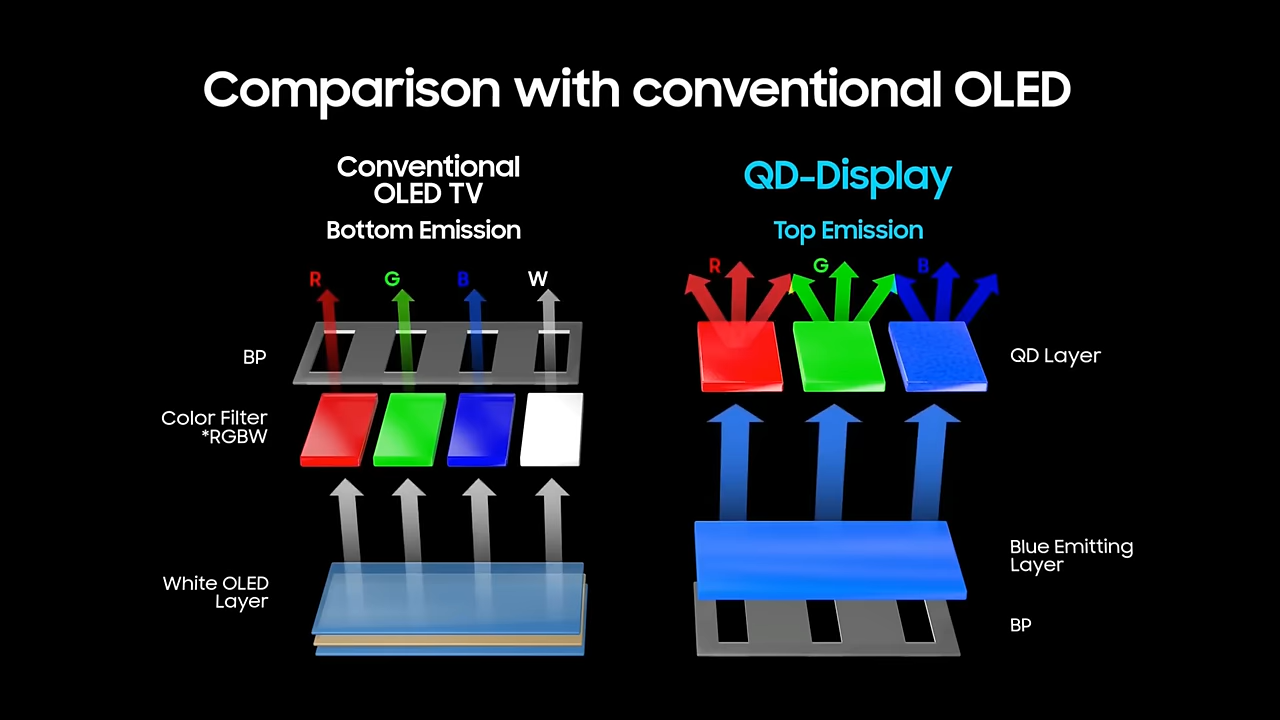 Comparison with conventional OLED
Conventional
OLED TV
Bottom Emission
R G B W
BP
Color Filter
*RGBW
White OLED
Layer
QD-Display
Top Emission
R G B
QD Layer
Blue Emitting
Layer
BP